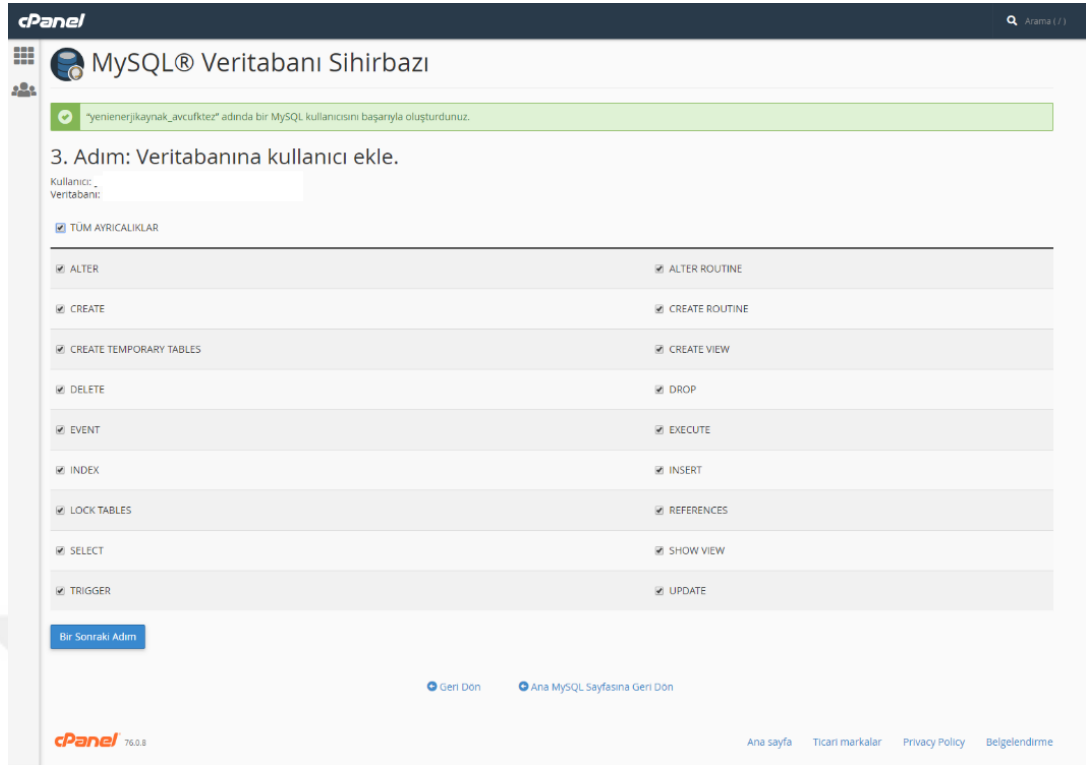 cPanel
Arama ( / )
MySQL® Veritabanı Sihirbazı
"yenienerjikaynak_avcufktez" adında bir MySQL kullanıcısını başarıyla oluşturdunuz.
3. Adım: Veritabanına kullanıcı ekle.
Kullanıcı:
Veritabanı:
TÜM AYRICALIKLAR
ALTER
ALTER ROUTINE
CREATE
CREATE ROUTINE
CREATE TEMPORARY TABLES
CREATE VIEW
DELETE
DROP
EVENT
EXECUTE
INDEX
INSERT
LOCK TABLES
REFERENCES
SELECT
SHOW VIEW
TRIGGER
UPDATE
Bir Sonraki Adım
Geri Dön
Ana MySQL Sayfasına Geri Dön
cPanel 76.0.8
Ana sayfa
Ticari markalar
Privacy Policy
Belgelendirme